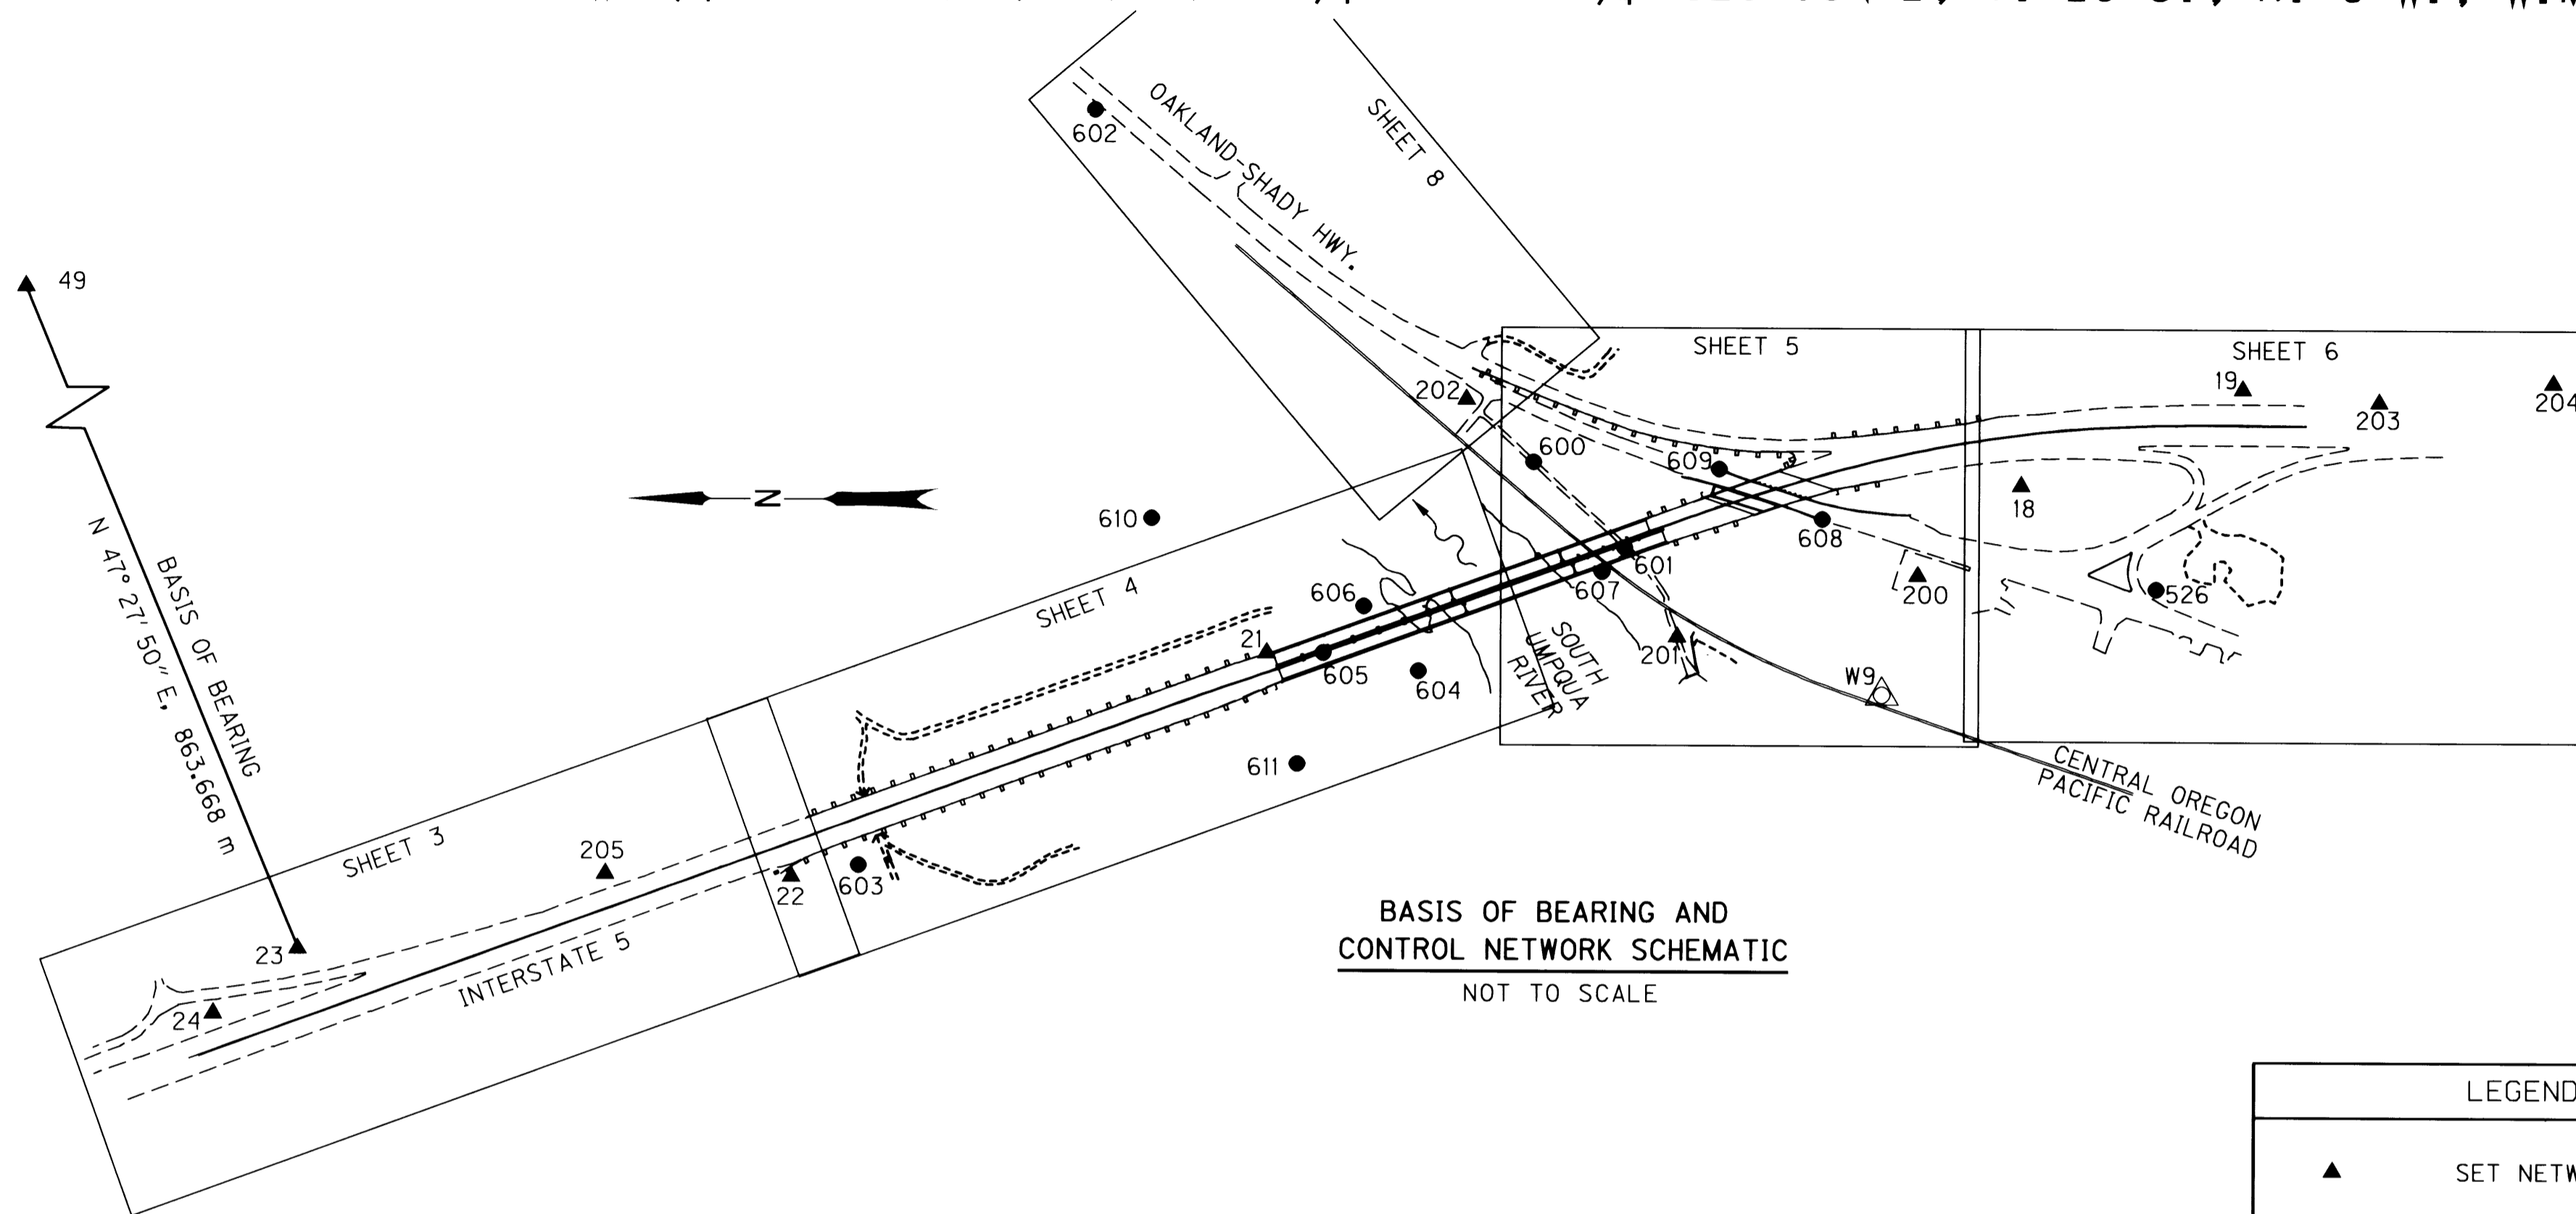 602
OAKLAND-SHADY HWY.
SHEET 8
49
SHEET 5
SHEET 6
202
19
203
204
600
609
N
610
18
608
601
607
200
526
BASIS OF BEARING
N 47° 27' 50" E, 863.668 m
SHEET 4
606
21
605
604
SOUTH
UMPQUA
RIVER
201
W9
611
CENTRAL OREGON
PACIFIC RAILROAD
SHEET 3
205
22
603
23
24
INTERSTATE 5
BASIS OF BEARING AND
CONTROL NETWORK SCHEMATIC
NOT TO SCALE
LEGEND
SET NETW